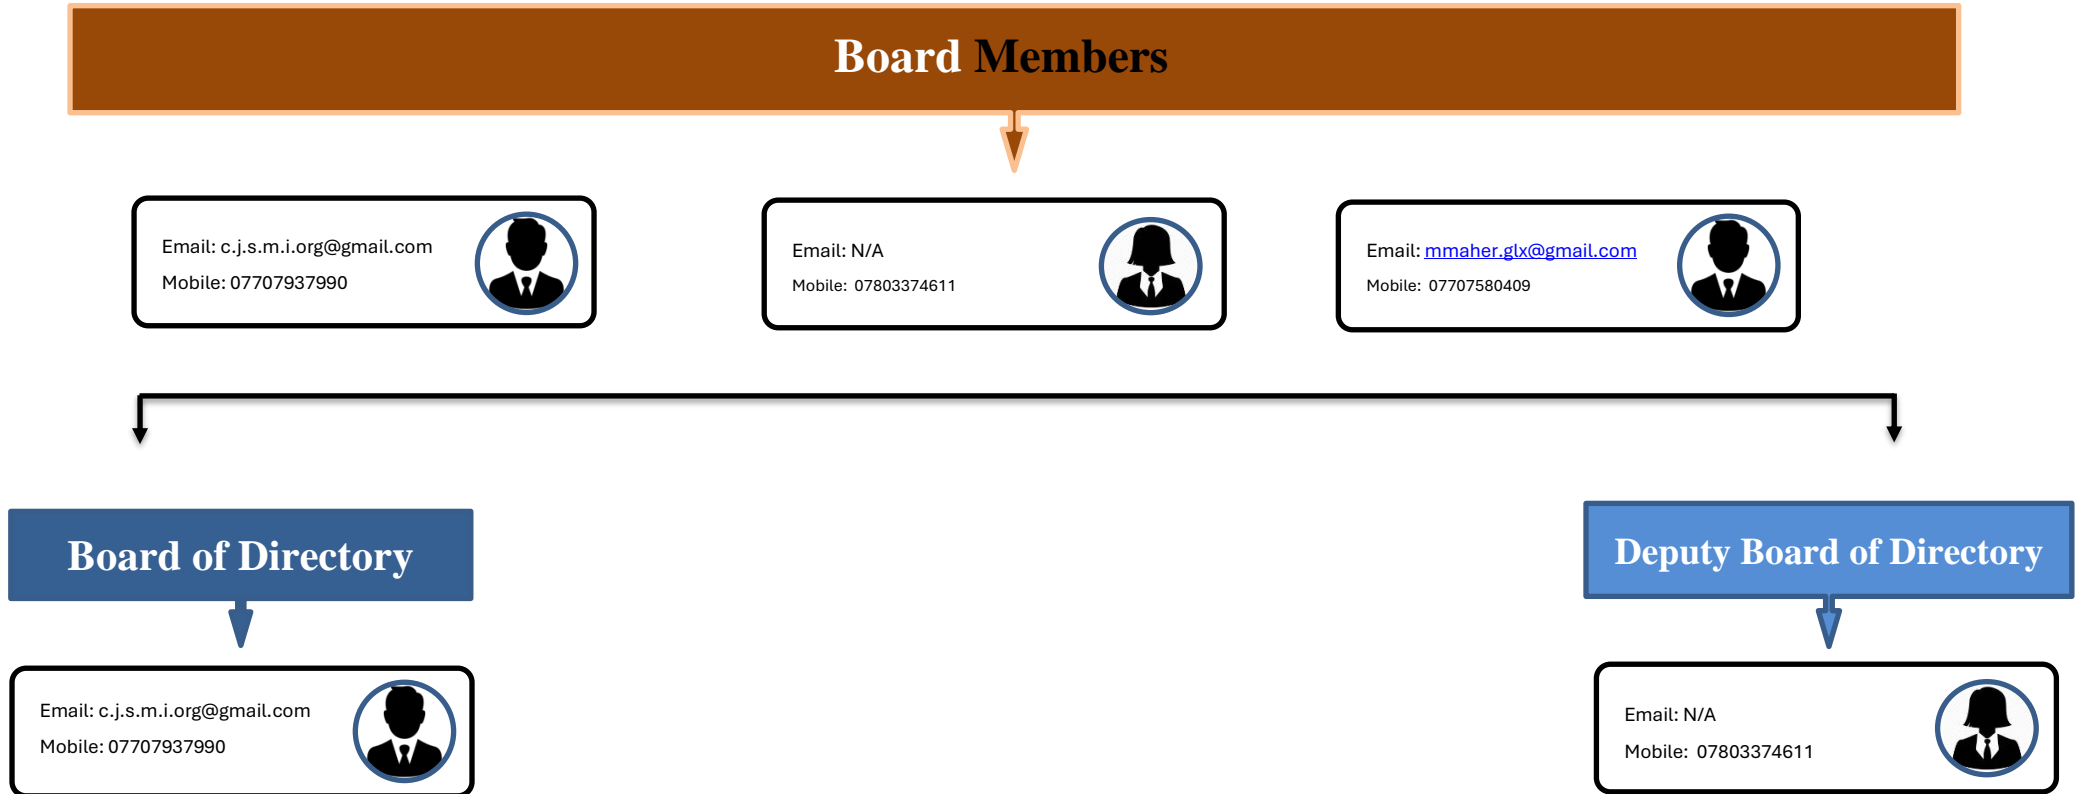 Board Members
Email: c.j.s.m.i.org@gmail.com
Mobile: 07707937990
Email: N/A
Mobile: 07803374611
Email: mmaher.glx@gmail.com
Mobile: 07707580409
Board of Directory
Deputy Board of Directory
Email: c.j.s.m.i.org@gmail.com
Mobile: 07707937990
Email: N/A
Mobile: 07803374611